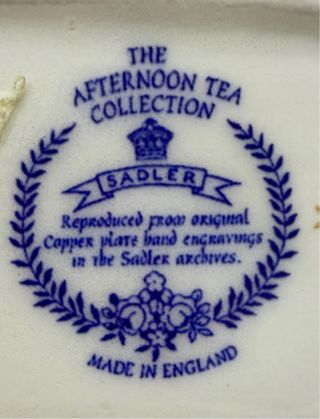 THE
AFTERNOON TEA
COLLECTION
SADLER
Reproduced from original
Copper plate hand engravings
in the Sadler archives.
MADE IN ENGLAND